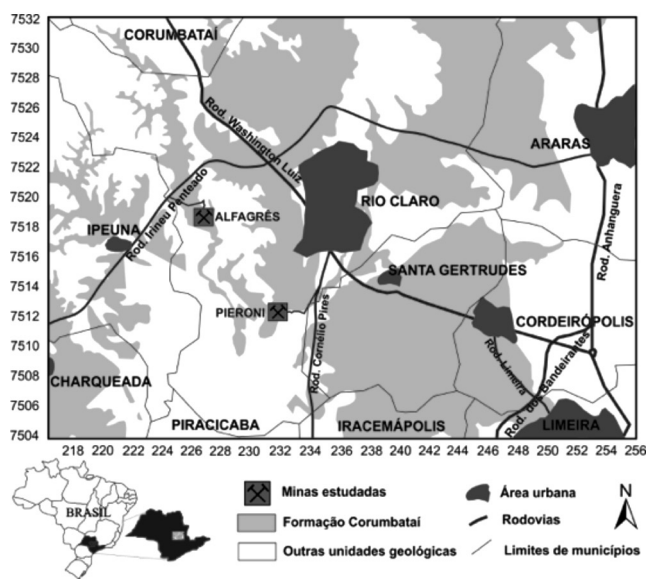 7532
7530
7528
7526
7524
7522
7520
7518
7516
7514
7512
7510
7508
7506
7504
CORUMBATAÍ
Rod. Washington Luiz
ARARAS
Rod. Irineu Penteado
RIO CLARO
ALFAGRÊS
IPEUNA
Rod. Anhanguera
SANTA GERTRUDES
PIERONI
CORDEIRÓPOLIS
Rod. Cornélio Pires
Rod. Limeira
Rod. dos Bandeirantes
CHARQUEADA
PIRACICABA
IRACEMÁPOLIS
LIMEIRA
218 220 222 224 226 228 230 232 234 236 238 240 242 244 246 248 250 252 254 256
BRASIL
Minas estudadas
Formação Corumbataí
Outras unidades geológicas
Área urbana
Rodovias
Limites de municípios
N